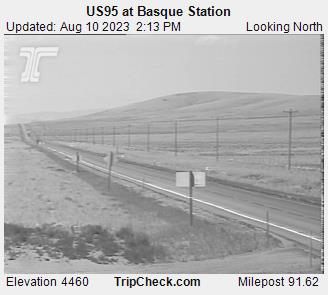 US95 at Basque Station
Updated: Aug 10 2023 2:13 PM Looking North
Elevation 4460 TripCheck.com Milepost 91.62